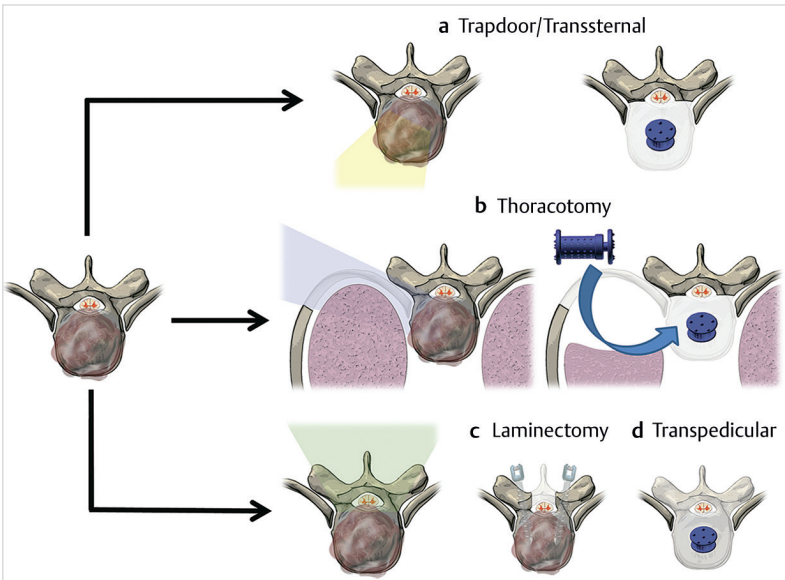 a Trapdoor/Transsternal
b Thoracotomy
c Laminectomy
d Transpedicular